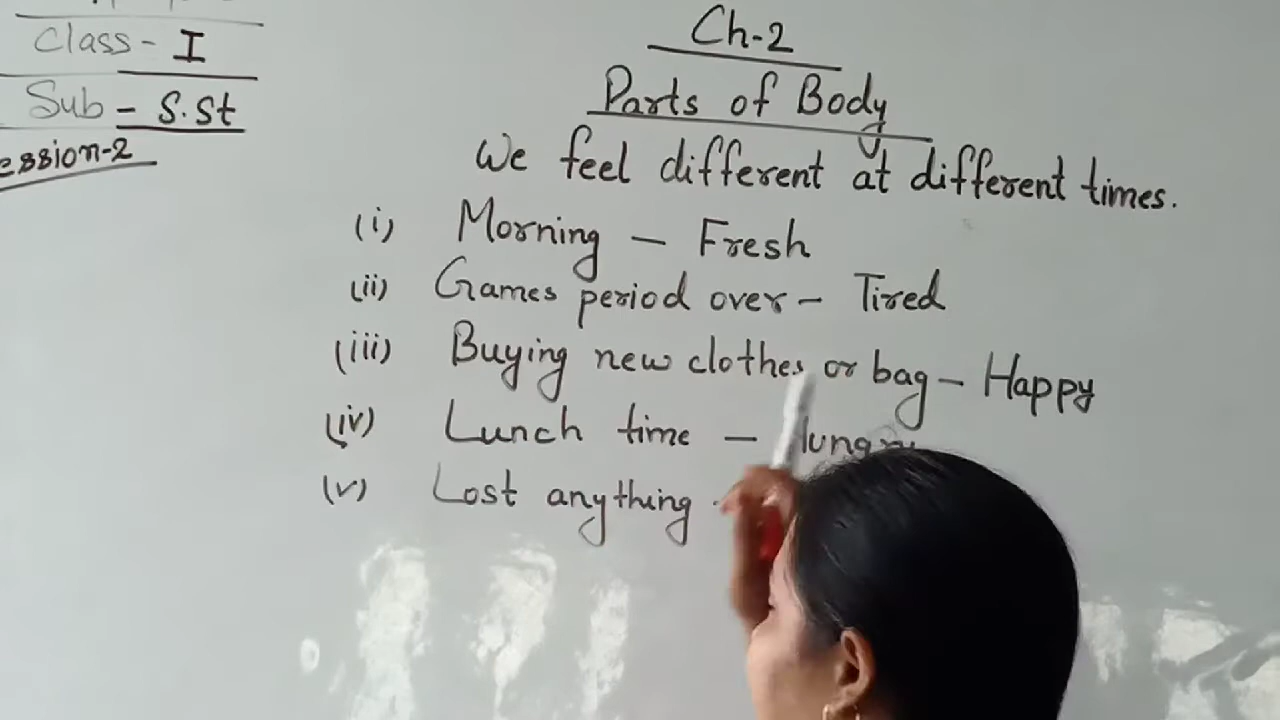 Class - I
Sub - S.St
ession-2
Ch-2
Parts of Body
We feel different at different times.
(i) Morning - Fresh
(ii) Games period over - Tired
(iii) Buying new clothes or bag - Happy
(iv) Lunch time - Hungry
(v) Lost anything -